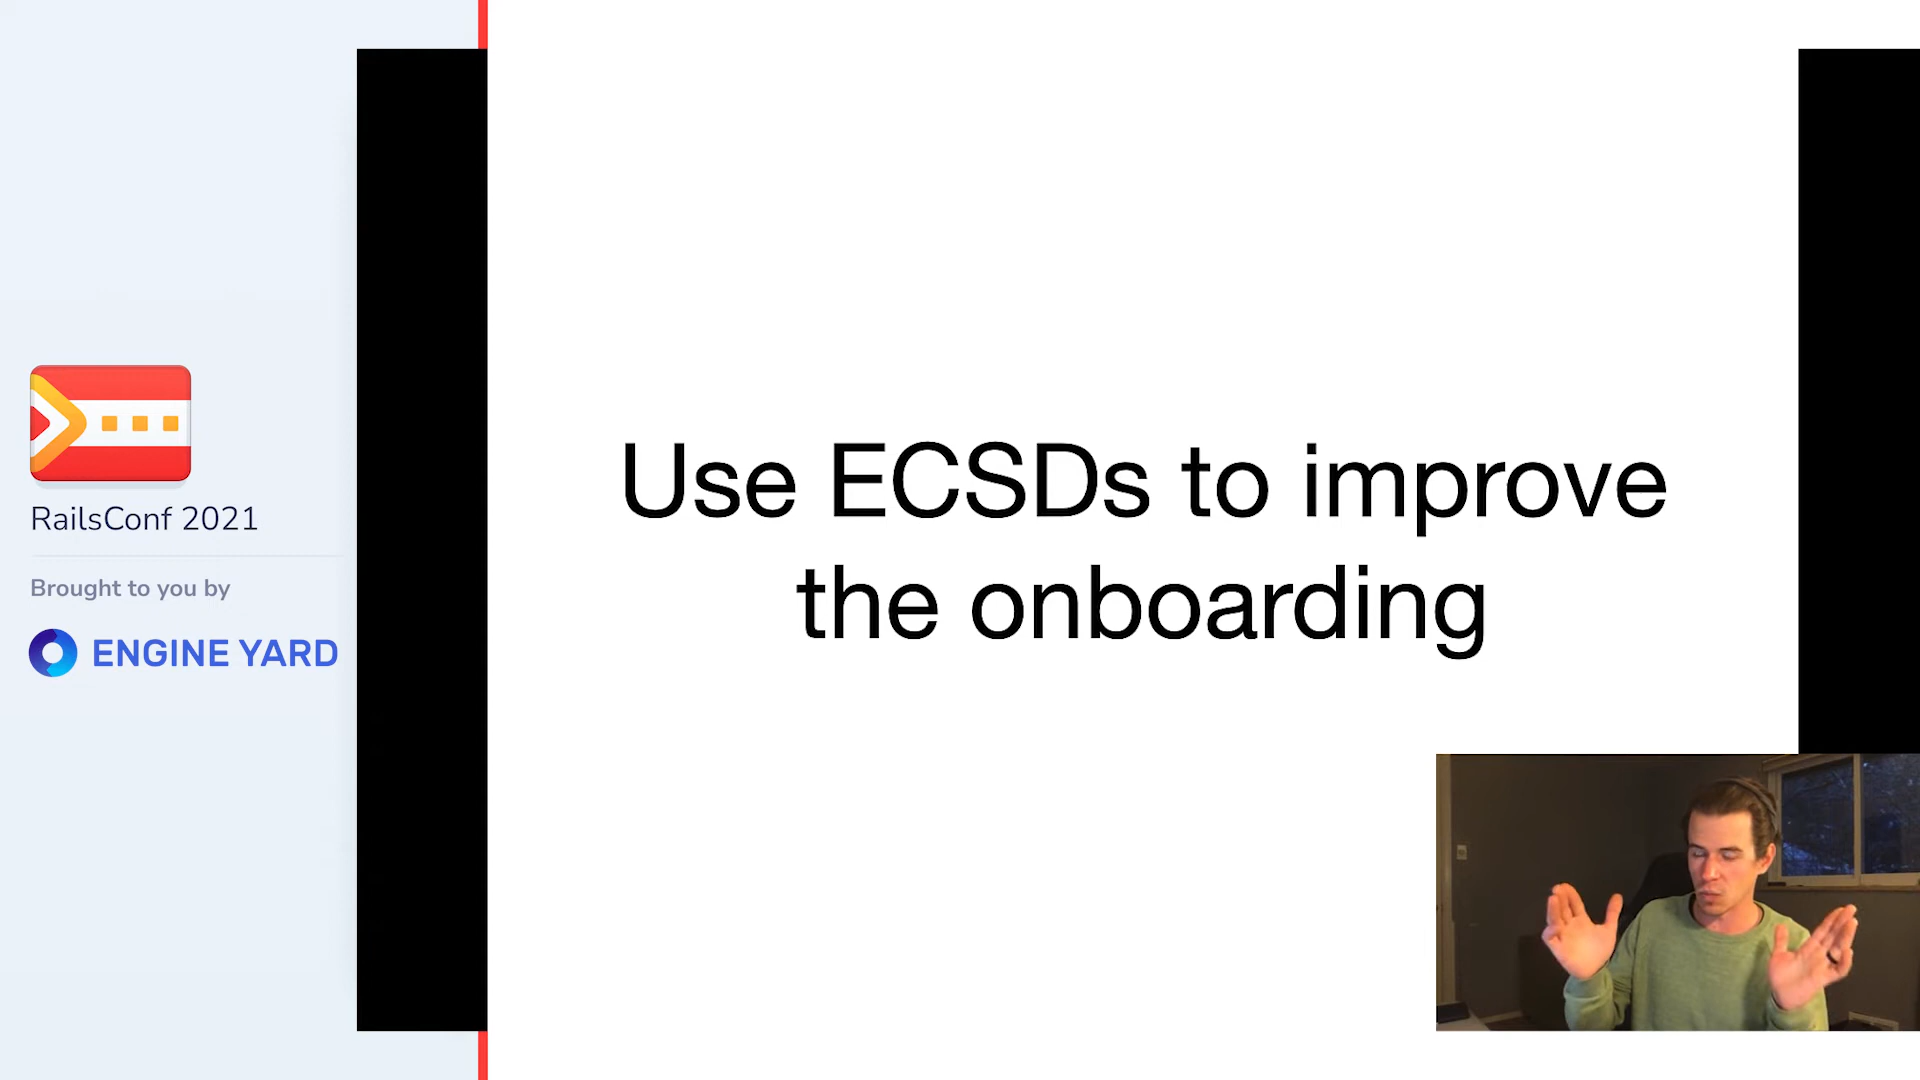 RailsConf 2021
Brought to you by
ENGINE YARD
Use ECSDs to improve
the onboarding